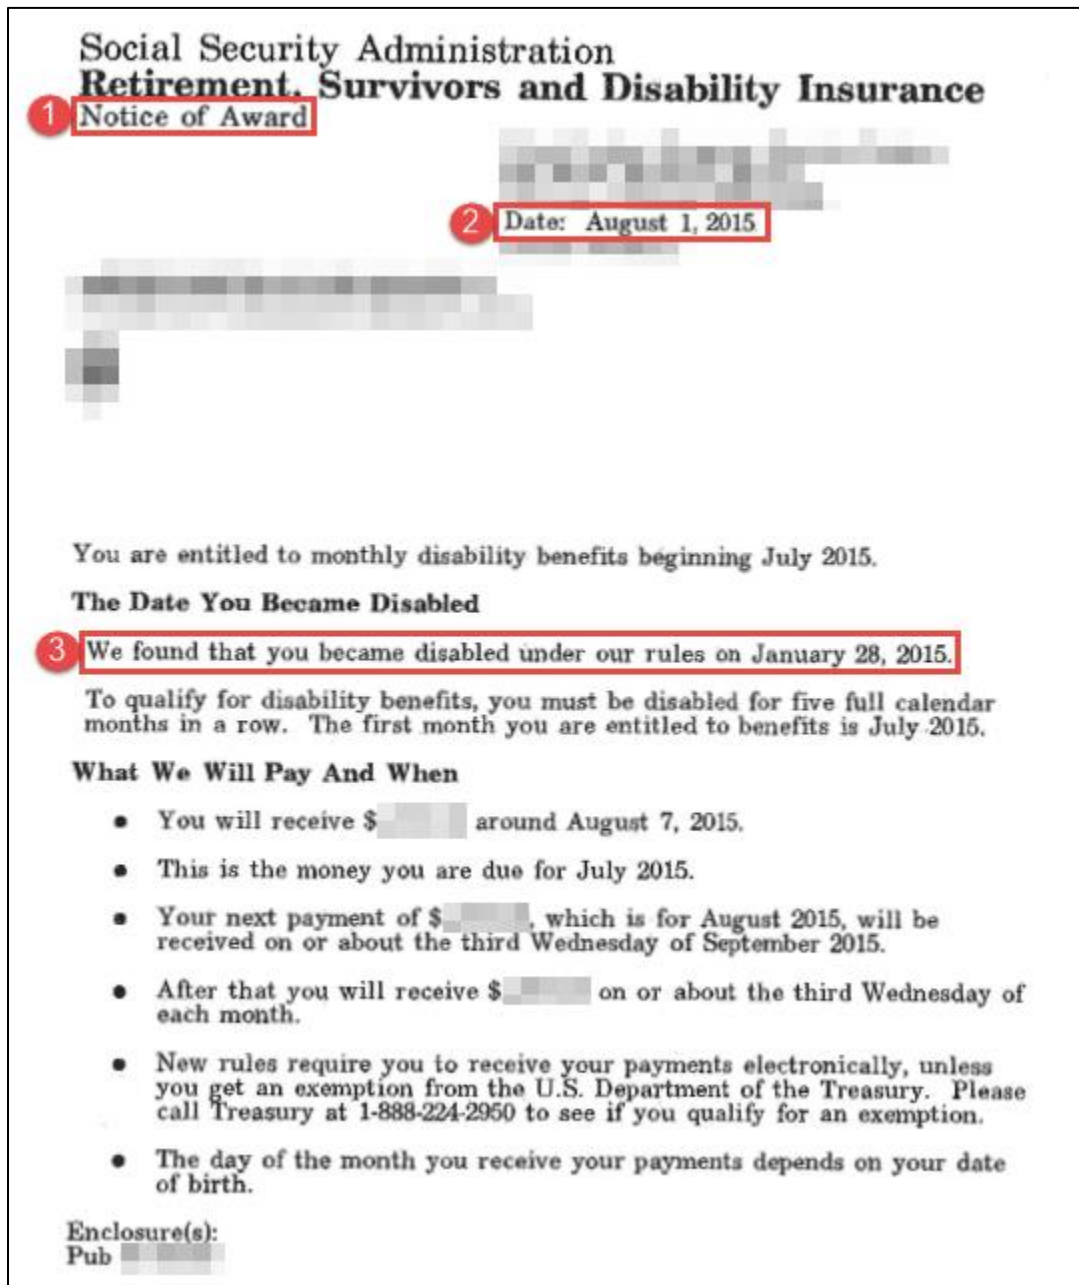 Social Security Administration
Retirement, Survivors and Disability Insurance
1 Notice of Award
2 Date: August 1, 2015
You are entitled to monthly disability benefits beginning July 2015.
The Date You Became Disabled
3 We found that you became disabled under our rules on January 28, 2015.
To qualify for disability benefits, you must be disabled for five full calendar
months in a row. The first month you are entitled to benefits is July 2015.
What We Will Pay And When
• You will receive $ around August 7, 2015.
• This is the money you are due for July 2015.
• Your next payment of $ , which is for August 2015, will be
received on or about the third Wednesday of September 2015.
• After that you will receive $ on or about the third Wednesday of
each month.
• New rules require you to receive your payments electronically, unless
you get an exemption from the U.S. Department of the Treasury. Please
call Treasury at 1-888-224-2950 to see if you qualify for an exemption.
• The day of the month you receive your payments depends on your date
of birth.
Enclosure(s):
Pub